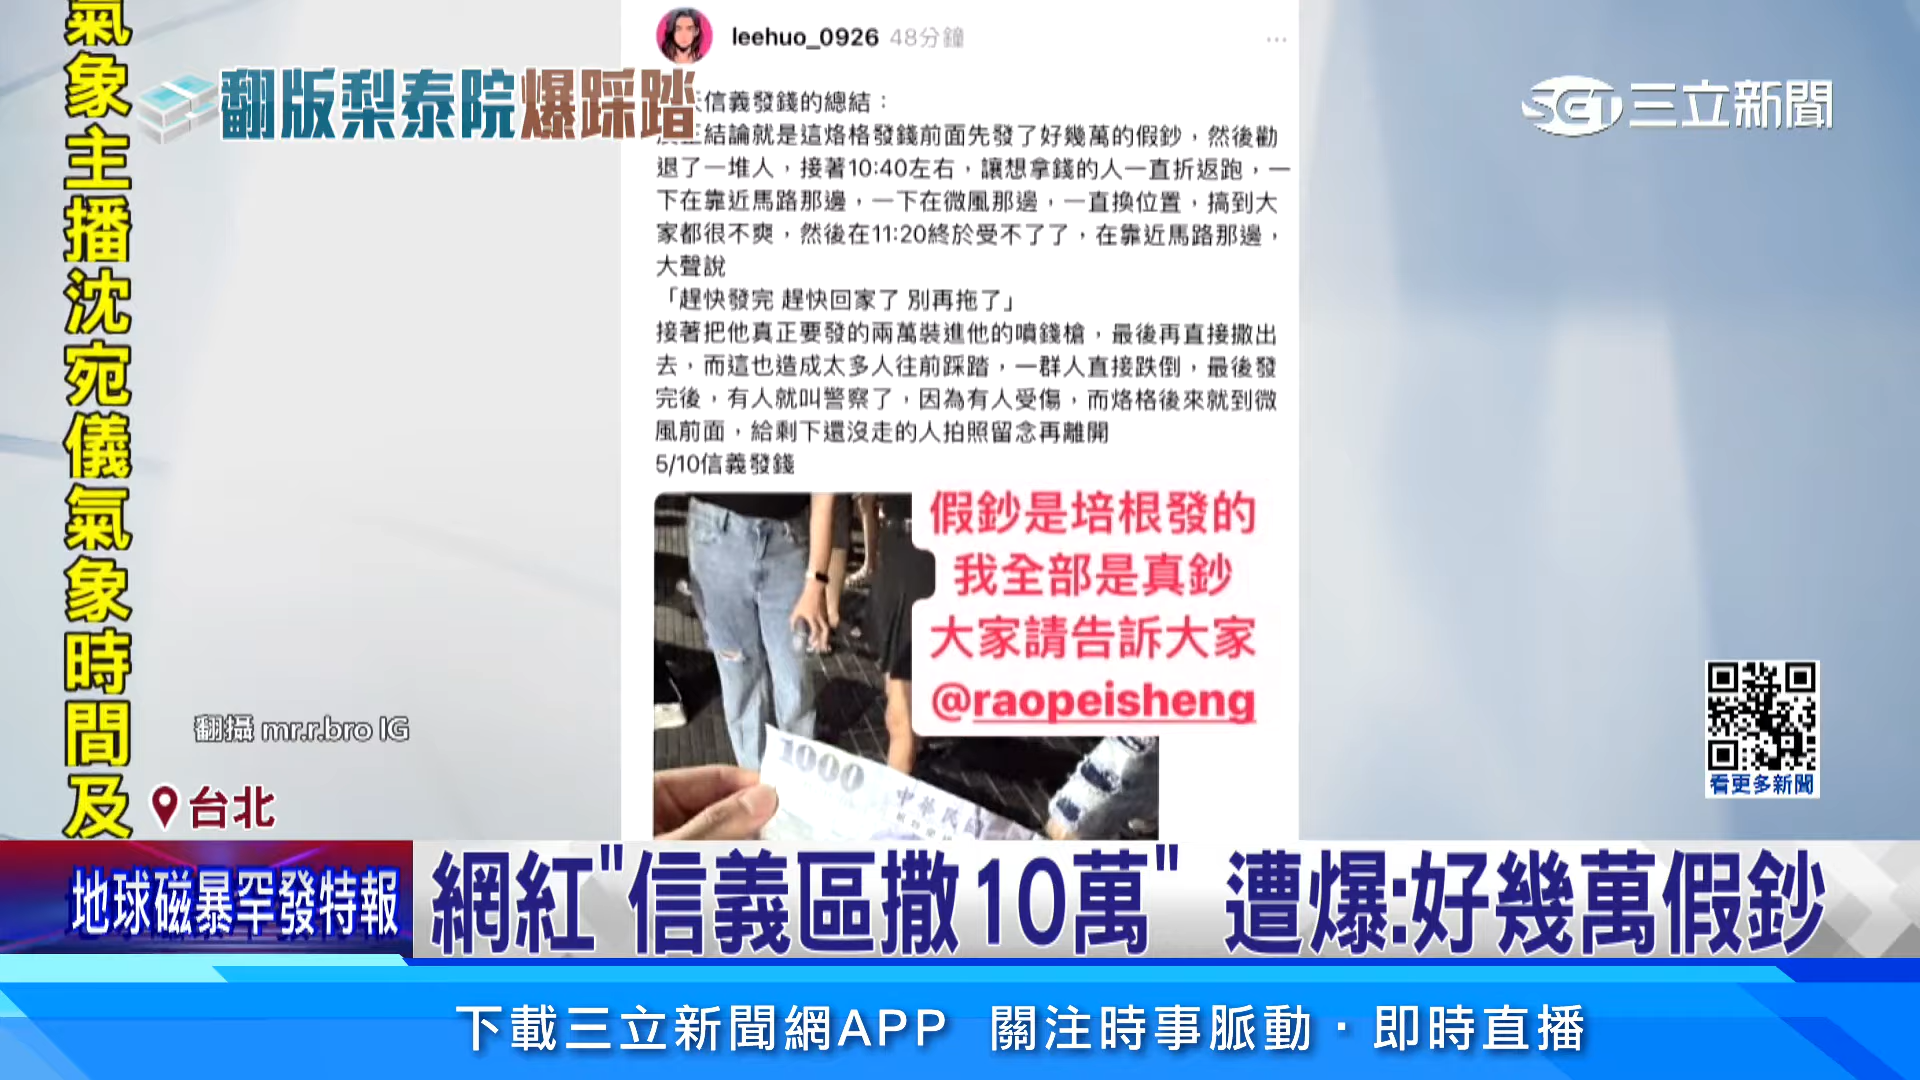 氣象主播沈宛儀氣象時間及
翻版梨泰院爆踩踏
SET三立新聞
leehuo_0926 48分鐘
信義發錢的總結：
結論就是這烙格發錢前面先發了好幾萬的假鈔，然後勸
退了一堆人，接著10:40左右，讓想拿錢的人一直折返跑，一
下在靠近馬路那邊，一下在微風那邊，一直換位置，搞到大
家都很不爽，然後在11:20終於受不了了，在靠近馬路那邊，
大聲說
「趕快發完 趕快回家了 別再拖了」
接著把他真正要發的兩萬裝進他的噴錢槍，最後再直接撒出
去，而這也造成太多人往前踩踏，一群人直接跌倒，最後發
完後，有人就叫警察了，因為有人受傷，而烙格後來就到微
風前面，給剩下還沒走的人拍照留念再離開
5/10信義發錢
假鈔是培根發的
我全部是真鈔
大家請告訴大家
@raopeisheng
1000
中華民
翻攝 mr.r.bro IG
台北
看更多新聞
地球磁暴罕發特報
網紅"信義區撒10萬" 遭爆:好幾萬假鈔
下載三立新聞網APP 關注時事脈動・即時直播